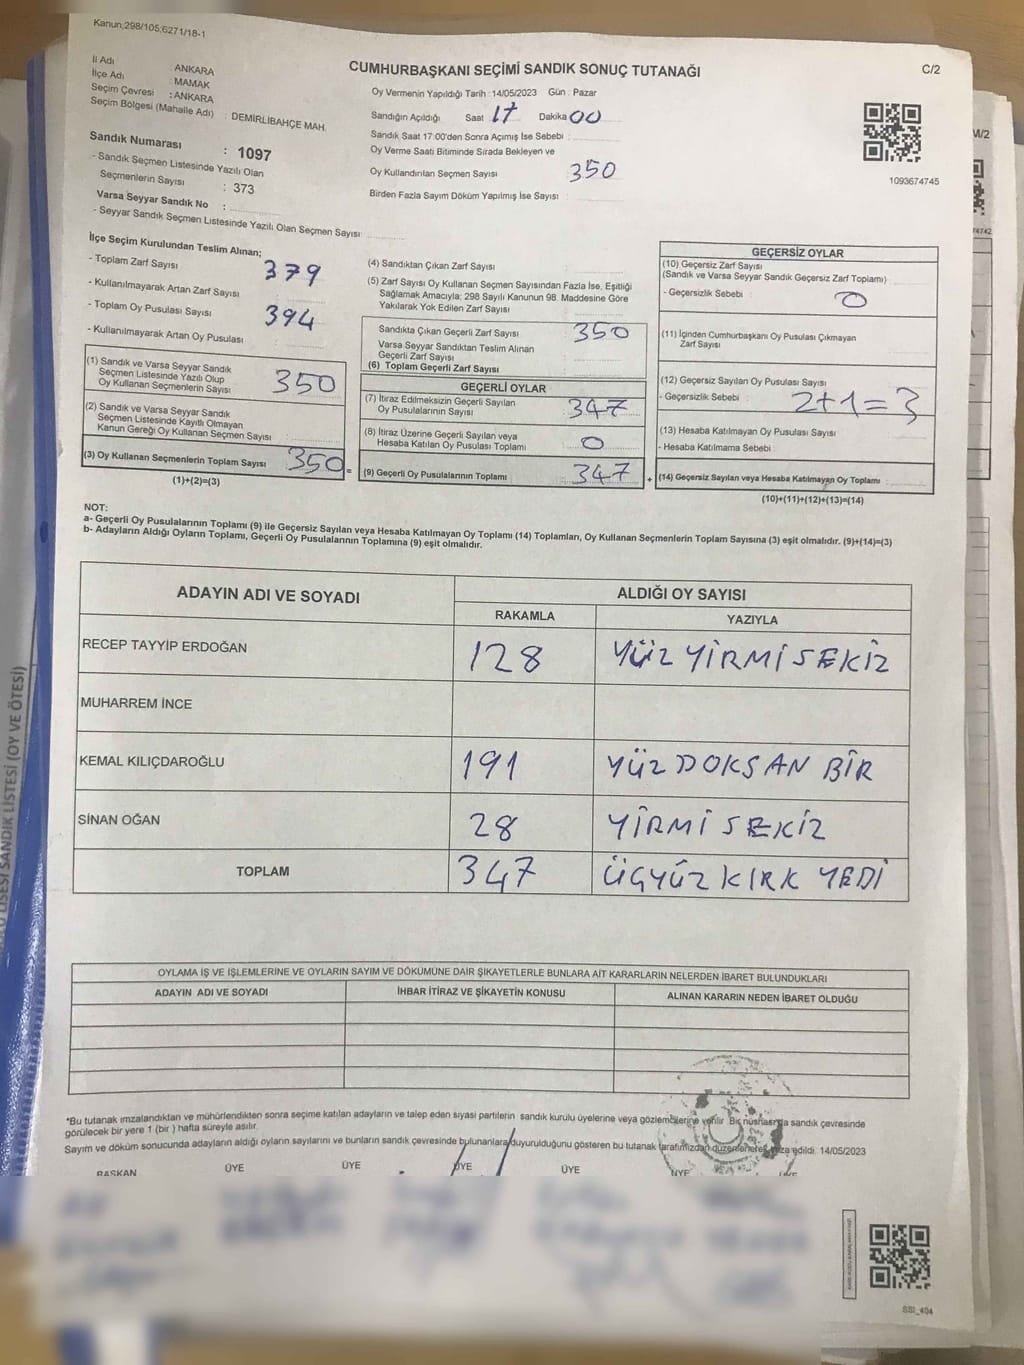 Kanun:298/105;6271/18-1
C/2
CUMHURBAŞKANI SEÇİMİ SANDIK SONUÇ TUTANAĞI
İl Adı : ANKARA
İlçe Adı : MAMAK
Seçim Çevresi : ANKARA
Seçim Bölgesi (Mahalle Adı) : DEMİRLİBAHÇE MAH.
Sandık Numarası : 1097
- Sandık Seçmen Listesinde Yazılı Olan
Seçmenlerin Sayısı : 373
Varsa Seyyar Sandık No :
- Seyyar Sandık Seçmen Listesinde Yazılı Olan Seçmen Sayısı
Oy Vermenin Yapıldığı Tarih : 14/05/2023 Gün : Pazar
Sandığın Açıldığı Saat 17 Dakika 00
Sandık Saat 17:00'den Sonra Açımış İse Sebebi
Oy Verme Saati Bitiminde Sırada Bekleyen ve
Oy Kullandırılan Seçmen Sayısı 350
Birden Fazla Sayım Döküm Yapılmış İse Sayısı
1093674745
M/2
İlçe Seçim Kurulundan Teslim Alınan;
- Toplam Zarf Sayısı 379
- Kullanılmayarak Artan Zarf Sayısı
- Toplam Oy Pusulası Sayısı 394
- Kullanılmayarak Artan Oy Pusulası
(1) Sandık ve Varsa Seyyar Sandık
Seçmen Listesinde Yazılı Olup
Oy Kullanan Seçmenlerin Sayısı 350
(2) Sandık ve Varsa Seyyar Sandık
Seçmen Listesinde Kayıtlı Olmayan
Kanun Gereği Oy Kullanan Seçmen Sayısı
(3) Oy Kullanan Seçmenlerin Toplam Sayısı 350 =
(1)+(2)=(3)
(4) Sandıktan Çıkan Zarf Sayısı
(5) Zarf Sayısı Oy Kullanan Seçmen Sayısından Fazla İse, Eşitliği
Sağlamak Amacıyla; 298 Sayılı Kanunun 98. Maddesine Göre
Yakılarak Yok Edilen Zarf Sayısı
Sandıkta Çıkan Geçerli Zarf Sayısı 350
Varsa Seyyar Sandıktan Teslim Alınan
Geçerli Zarf Sayısı
(6) Toplam Geçerli Zarf Sayısı
GEÇERLİ OYLAR
(7) İtiraz Edilmeksizin Geçerli Sayılan
Oy Pusulalarının Sayısı 347
(8) İtiraz Üzerine Geçerli Sayılan veya
Hesaba Katılan Oy Pusulası Toplamı 0
(9) Geçerli Oy Pusulalarının Toplamı 347 +
GEÇERSİZ OYLAR
(10) Geçersiz Zarf Sayısı
(Sandık ve Varsa Seyyar Sandık Geçersiz Zarf Toplamı)
- Geçersizlik Sebebi : 0
(11) İçinden Cumhurbaşkanı Oy Pusulası Çıkmayan
Zarf Sayısı
(12) Geçersiz Sayılan Oy Pusulası Sayısı
- Geçersizlik Sebebi : 2+1=3
(13) Hesaba Katılmayan Oy Pusulası Sayısı
- Hesaba Katılmama Sebebi
(14) Geçersiz Sayılan veya Hesaba Katılmayan Oy Toplamı
(10)+(11)+(12)+(13)=(14)
NOT:
a- Geçerli Oy Pusulalarının Toplamı (9) ile Geçersiz Sayılan veya Hesaba Katılmayan Oy Toplamı (14) Toplamları, Oy Kullanan Seçmenlerin Toplam Sayısına (3) eşit olmalıdır. (9)+(14)=(3)
b- Adayların Aldığı Oyların Toplamı, Geçerli Oy Pusulalarının Toplamına (9) eşit olmalıdır.
ADAYIN ADI VE SOYADI
ALDIĞI OY SAYISI
RAKAMLA YAZIYLA
RECEP TAYYİP ERDOĞAN 128 YÜZ YİRMİ SEKİZ
MUHARREM İNCE
KEMAL KILIÇDAROĞLU 191 YÜZ DOKSAN BİR
SİNAN OĞAN 28 YİRMİ SEKİZ
TOPLAM 347 ÜÇYÜZ KIRK YEDİ
OYLAMA İŞ VE İŞLEMLERİNE VE OYLARIN SAYIM VE DÖKÜMÜNE DAİR ŞİKAYETLERLE BUNLARA AİT KARARLARIN NELERDEN İBARET BULUNDUKLARI
ADAYIN ADI VE SOYADI İHBAR İTİRAZ VE ŞİKAYETİN KONUSU ALINAN KARARIN NEDEN İBARET OLDUĞU
*Bu tutanak imzalandıktan ve mühürlendikten sonra seçime katılan adayların ve talep eden siyasi partilerin sandık kurulu üyelerine veya gözlemcilerine verilir. Bir nüshası da sandık çevresinde
görülecek bir yere 1 (bir) hafta süreyle asılır.
Sayım ve döküm sonucunda adayların aldığı oyların sayılarını ve bunların sandık çevresinde bulunanlara duyurulduğunu gösteren bu tutanak tarafımızdan düzenlenerek imza edildi. 14/05/2023
BAŞKAN ÜYE ÜYE ÜYE ÜYE ÜYE ÜYE
SSI_404
LİSESİ SANDIK LİSTESİ (OY VE ÖTESİ)